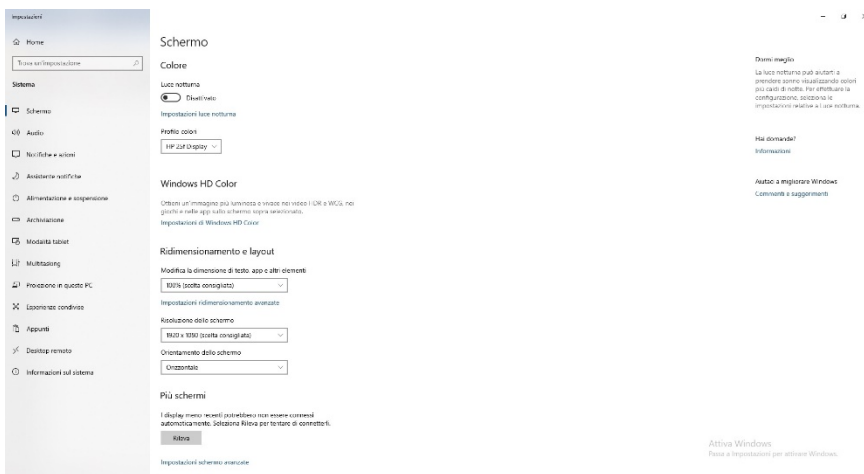 Impostazioni
Home
Trova un'impostazione
Sistema
Schermo
Audio
Notifiche e azioni
Assistente notifiche
Alimentazione e sospensione
Archiviazione
Modalità tablet
Multitasking
Proiezione in questo PC
Esperienze condivise
Appunti
Desktop remoto
Informazioni sul sistema
Schermo
Colore
Luce notturna
Disattivato
Impostazioni luce notturna
Profilo colori
HP 25f Display
Windows HD Color
Ottieni un'immagine più luminosa e vivace nei video HDR e WCG, nei
giochi e nelle app sullo schermo sopra selezionato.
Impostazioni di Windows HD Color
Ridimensionamento e layout
Modifica la dimensione di testo, app e altri elementi
100% (scelta consigliata)
Impostazioni ridimensionamento avanzate
Risoluzione dello schermo
1920 x 1080 (scelta consigliata)
Orientamento dello schermo
Orizzontale
Più schermi
I display meno recenti potrebbero non essere connessi
automaticamente. Seleziona Rileva per tentare di connetterli.
Rileva
Impostazioni schermo avanzate
Dormi meglio
La luce notturna può aiutarti a
prendere sonno visualizzando colori
più caldi di notte. Per effettuare la
configurazione, seleziona le
impostazioni relative a Luce notturna.
Hai domande?
Informazioni
Aiutaci a migliorare Windows
Commenti e suggerimenti
Attiva Windows
Passa a Impostazioni per attivare Windows.